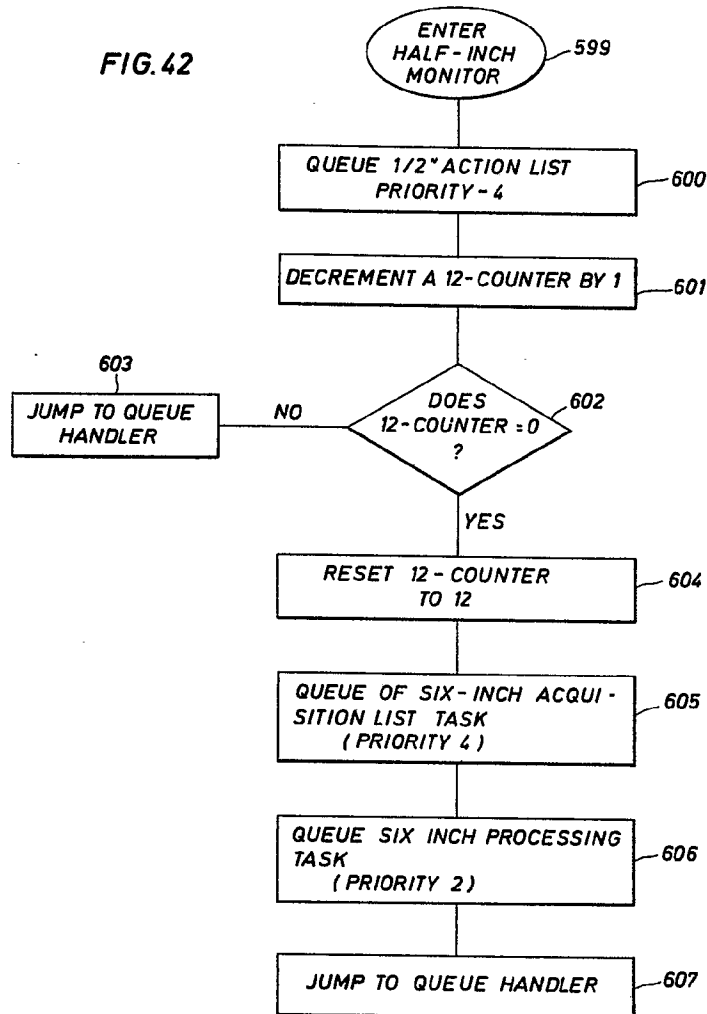 FIG. 42
ENTER
HALF-INCH
MONITOR
599
QUEUE 1/2" ACTION LIST
PRIORITY-4
600
DECREMENT A 12-COUNTER BY 1
601
603
JUMP TO QUEUE
HANDLER
NO
DOES
12-COUNTER = 0
?
602
YES
RESET 12-COUNTER
TO 12
604
QUEUE OF SIX-INCH ACQUI-
SITION LIST TASK
(PRIORITY 4)
605
QUEUE SIX INCH PROCESSING
TASK
(PRIORITY 2)
606
JUMP TO QUEUE HANDLER
607